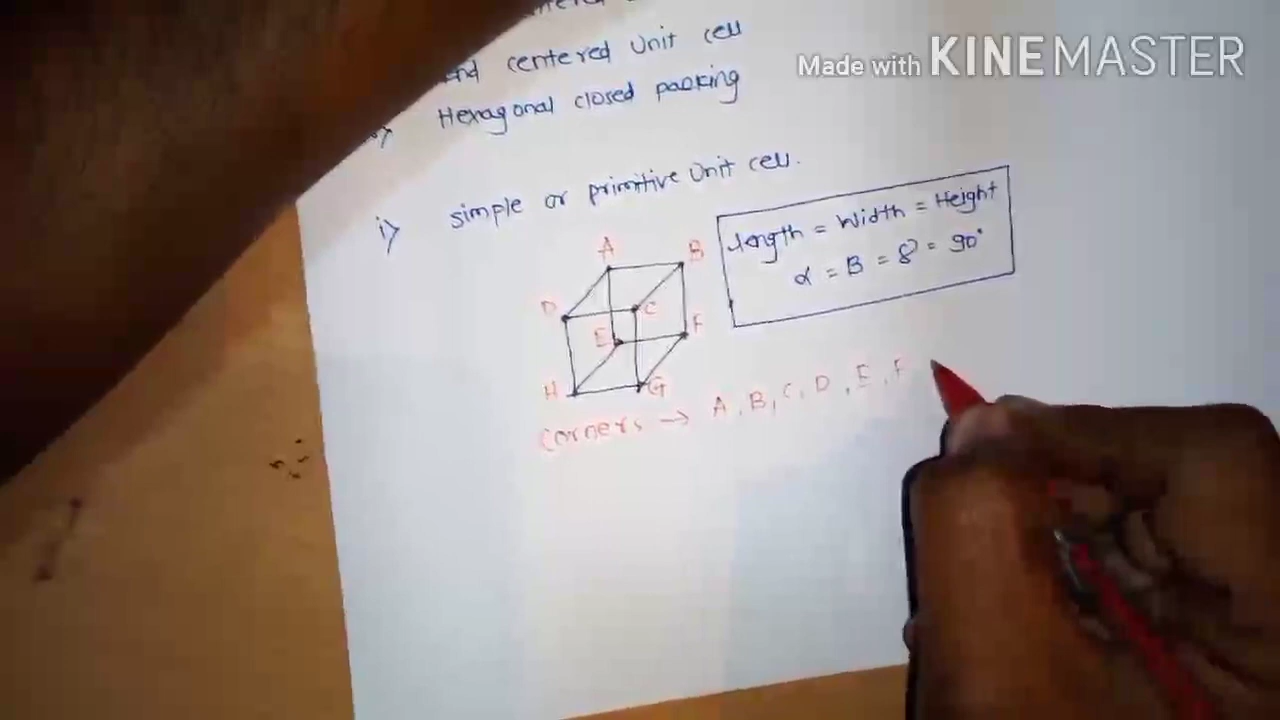 centered Unit cell
Hexagonal closed packing
i) simple or primitive Unit cell.
length = Width = Height
α = B = 8 = 90°
A
B
D
C
E
F
H
G
Corners → A, B, C, D, E, F
Made with KINEMASTER